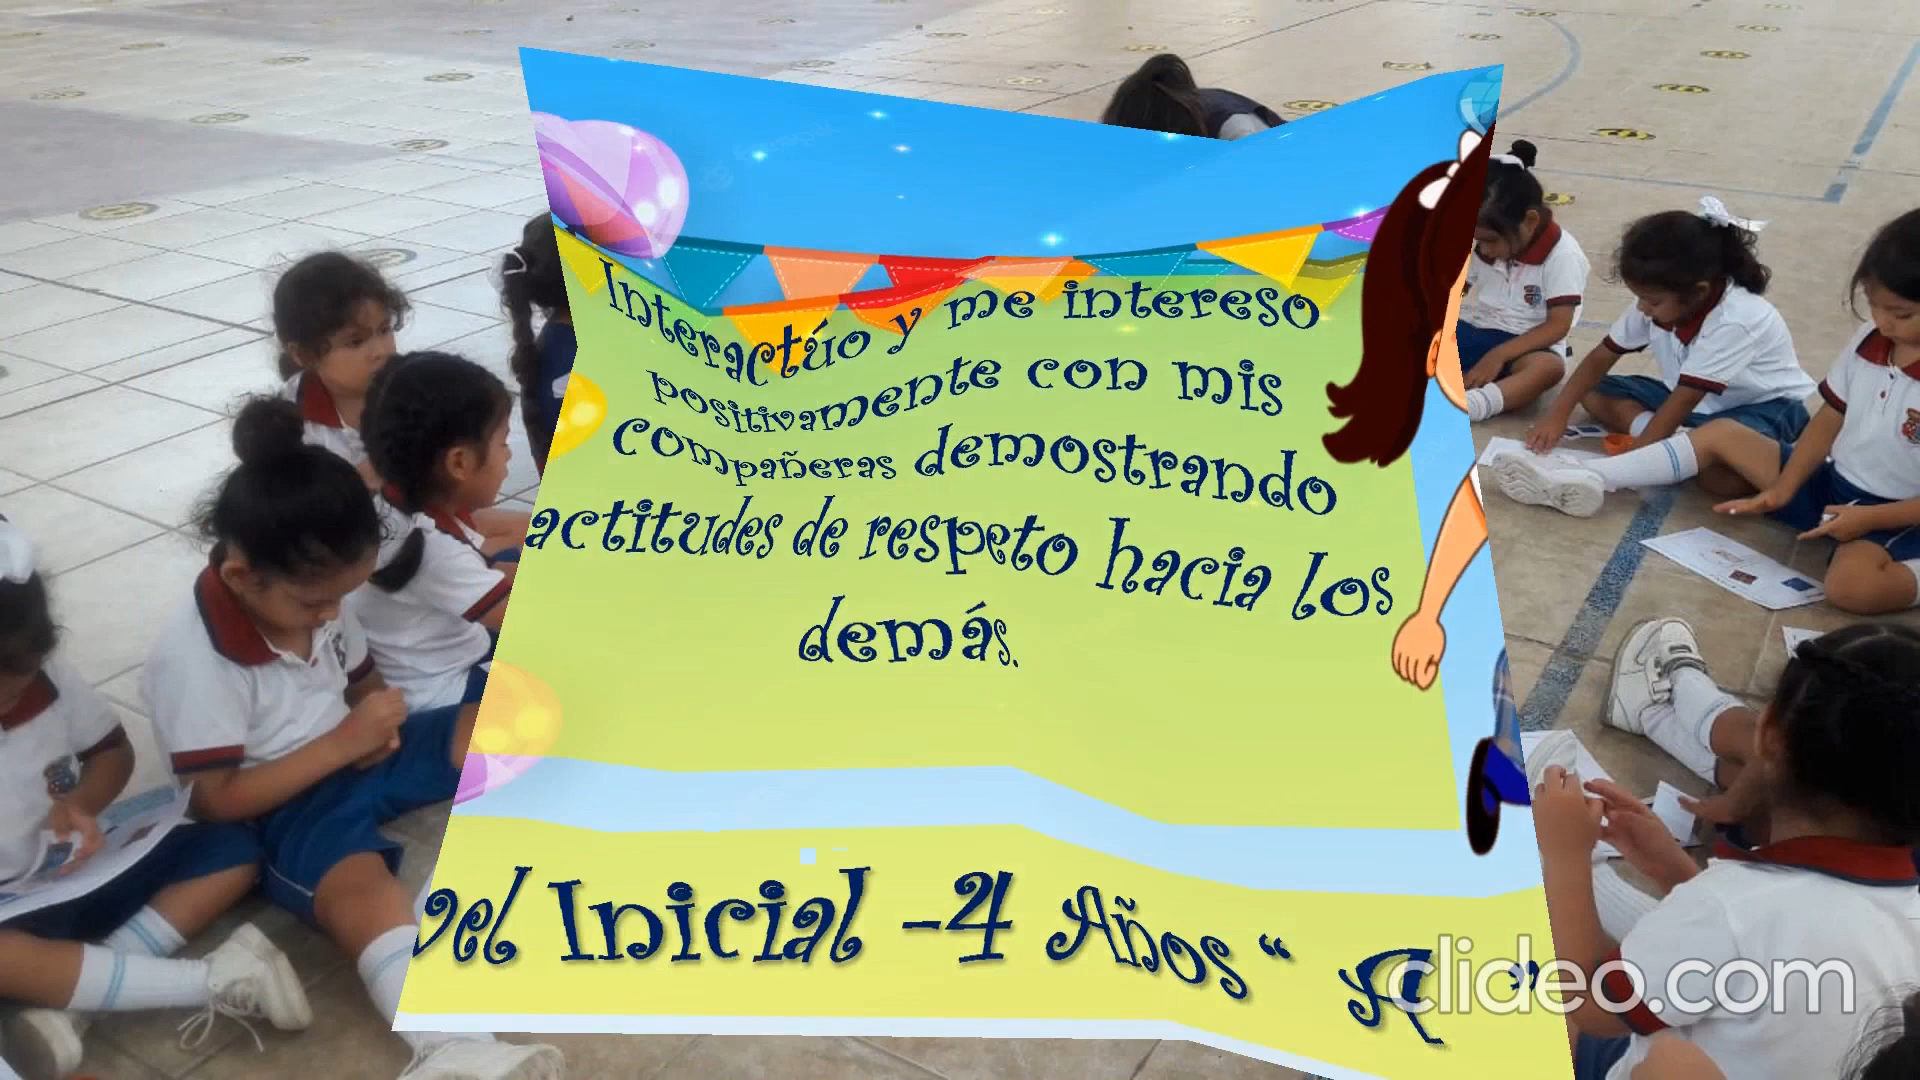 Interactúo y me intereso
positivamente con mis
compañeras demostrando
actitudes de respeto hacia los
demás.
vel Inicial -4 Años “ A ”
clideo.com